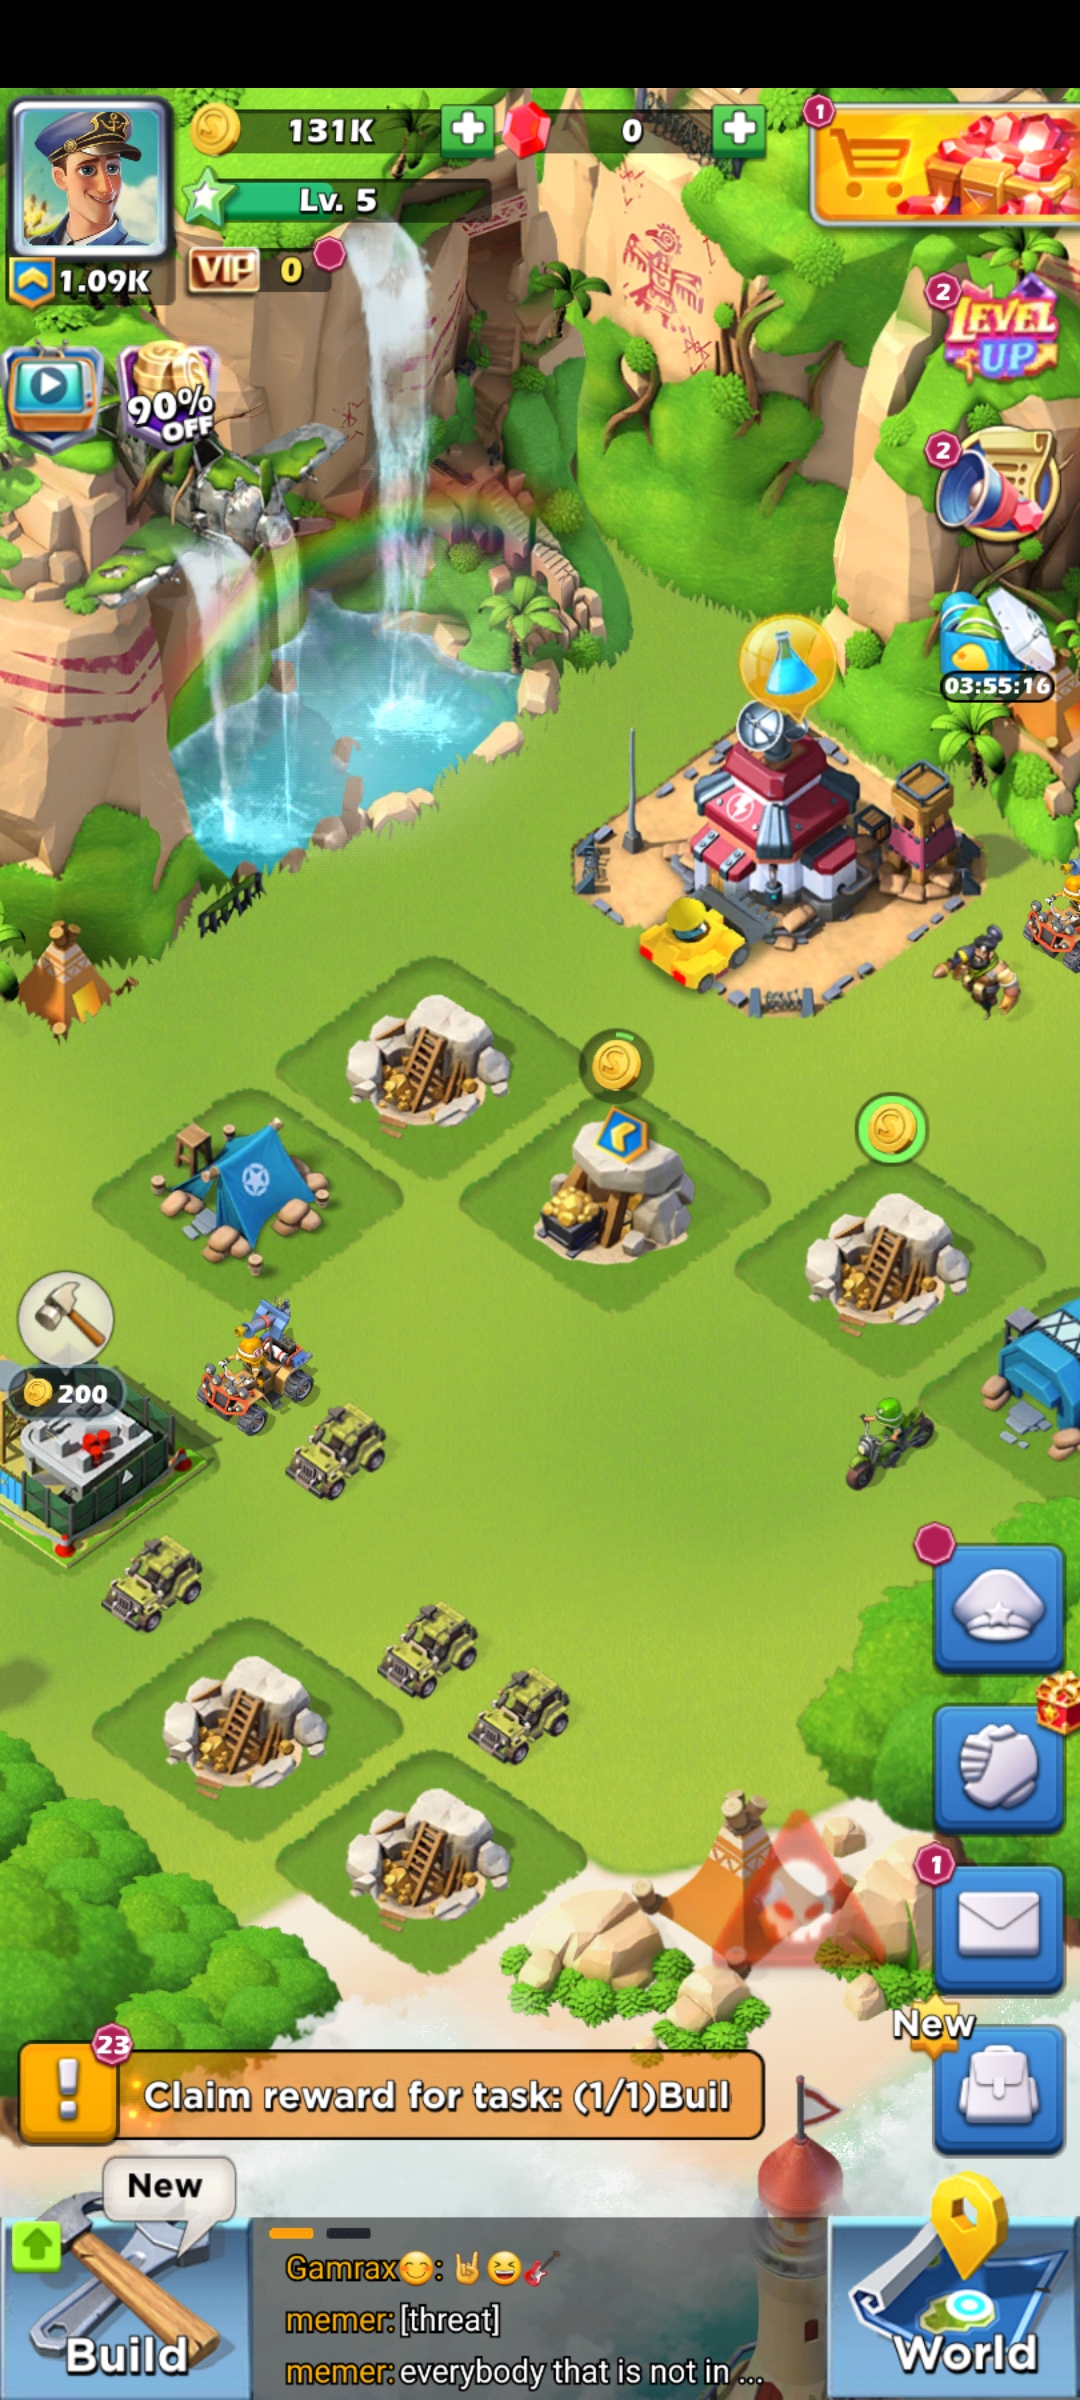 131K
0
1
Lv. 5
VIP 0
1.09K
2
LEVEL UP
90% OFF
2
03:55:16
200
1
New
23
Claim reward for task: (1/1)Buil
New
Build
Gamrax😊: 🤘😆🎸
memer: [threat]
memer: everybody that is not in ...
World